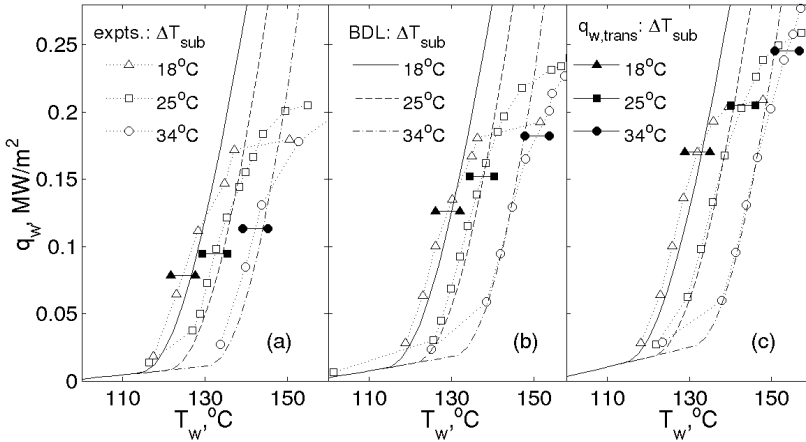 0.25
0.2
0.15
0.1
0.05
0
q_w, MW/m²
expts.: ΔT_sub
18°C
25°C
34°C
(a)
110 130 150
T_w, °C
BDL: ΔT_sub
18°C
25°C
34°C
(b)
110 130 150
T_w, °C
q_w,trans: ΔT_sub
18°C
25°C
34°C
(c)
110 130 150
T_w, °C